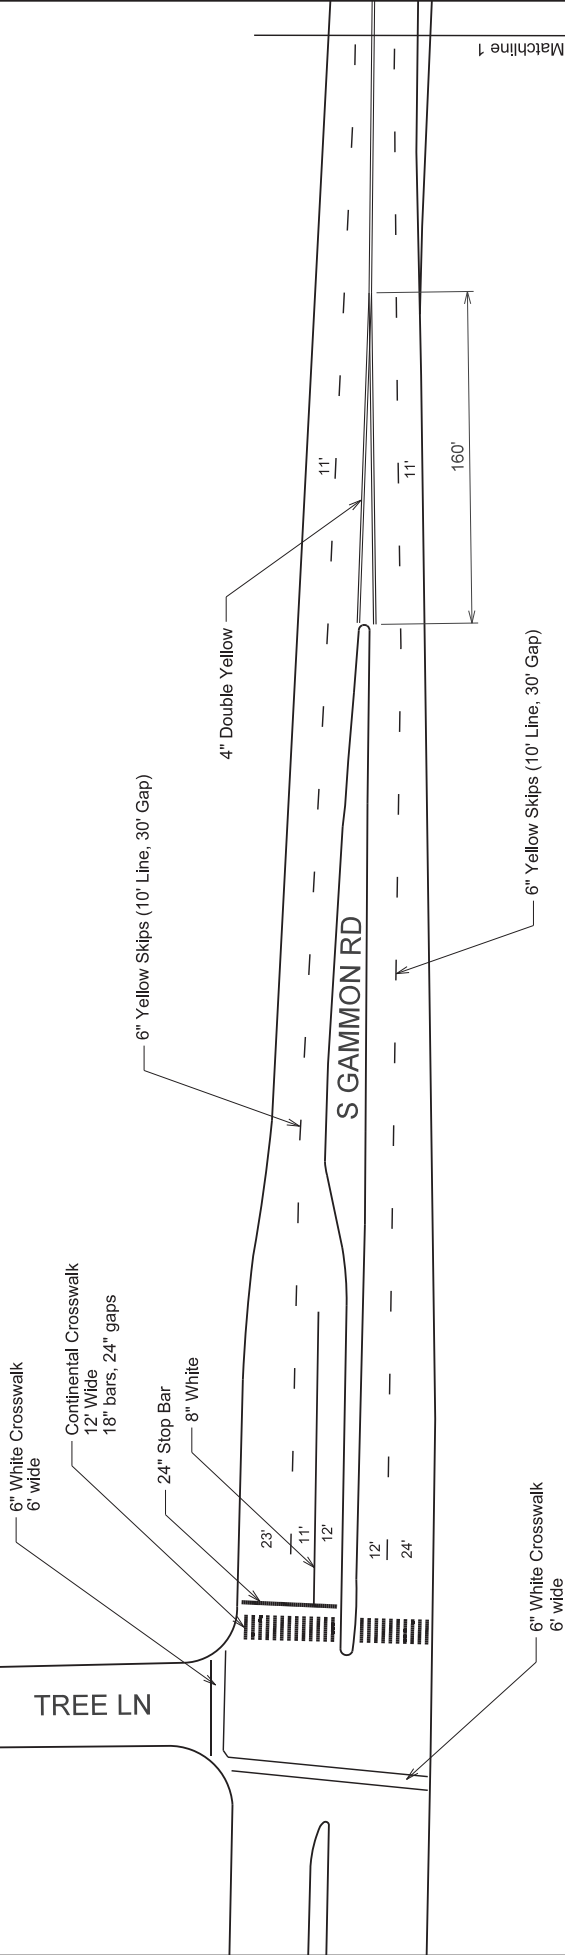 Matchline 1
11'
11'
160'
4" Double Yellow
6" Yellow Skips (10' Line, 30' Gap)
6" Yellow Skips (10' Line, 30' Gap)
S GAMMON RD
6" White Crosswalk
6' wide
Continental Crosswalk
12' Wide
18" bars, 24" gaps
24" Stop Bar
8" White
23'
11'
12'
12'
24'
6" White Crosswalk
6' wide
TREE LN